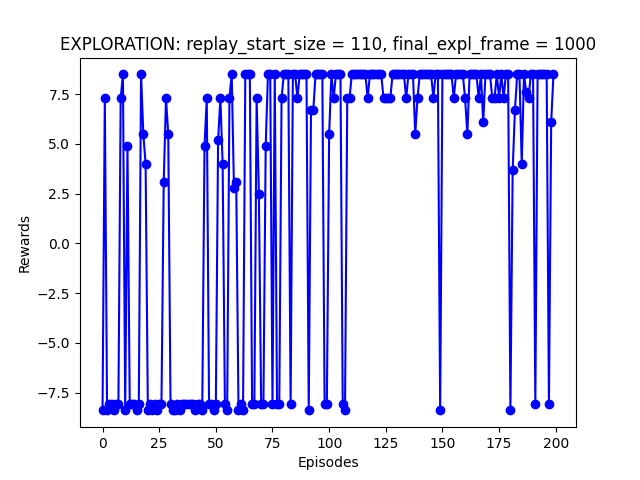 EXPLORATION: replay_start_size = 110, final_expl_frame = 1000
7.5
5.0
2.5
0.0
−2.5
−5.0
−7.5
Rewards
0 25 50 75 100 125 150 175 200
Episodes